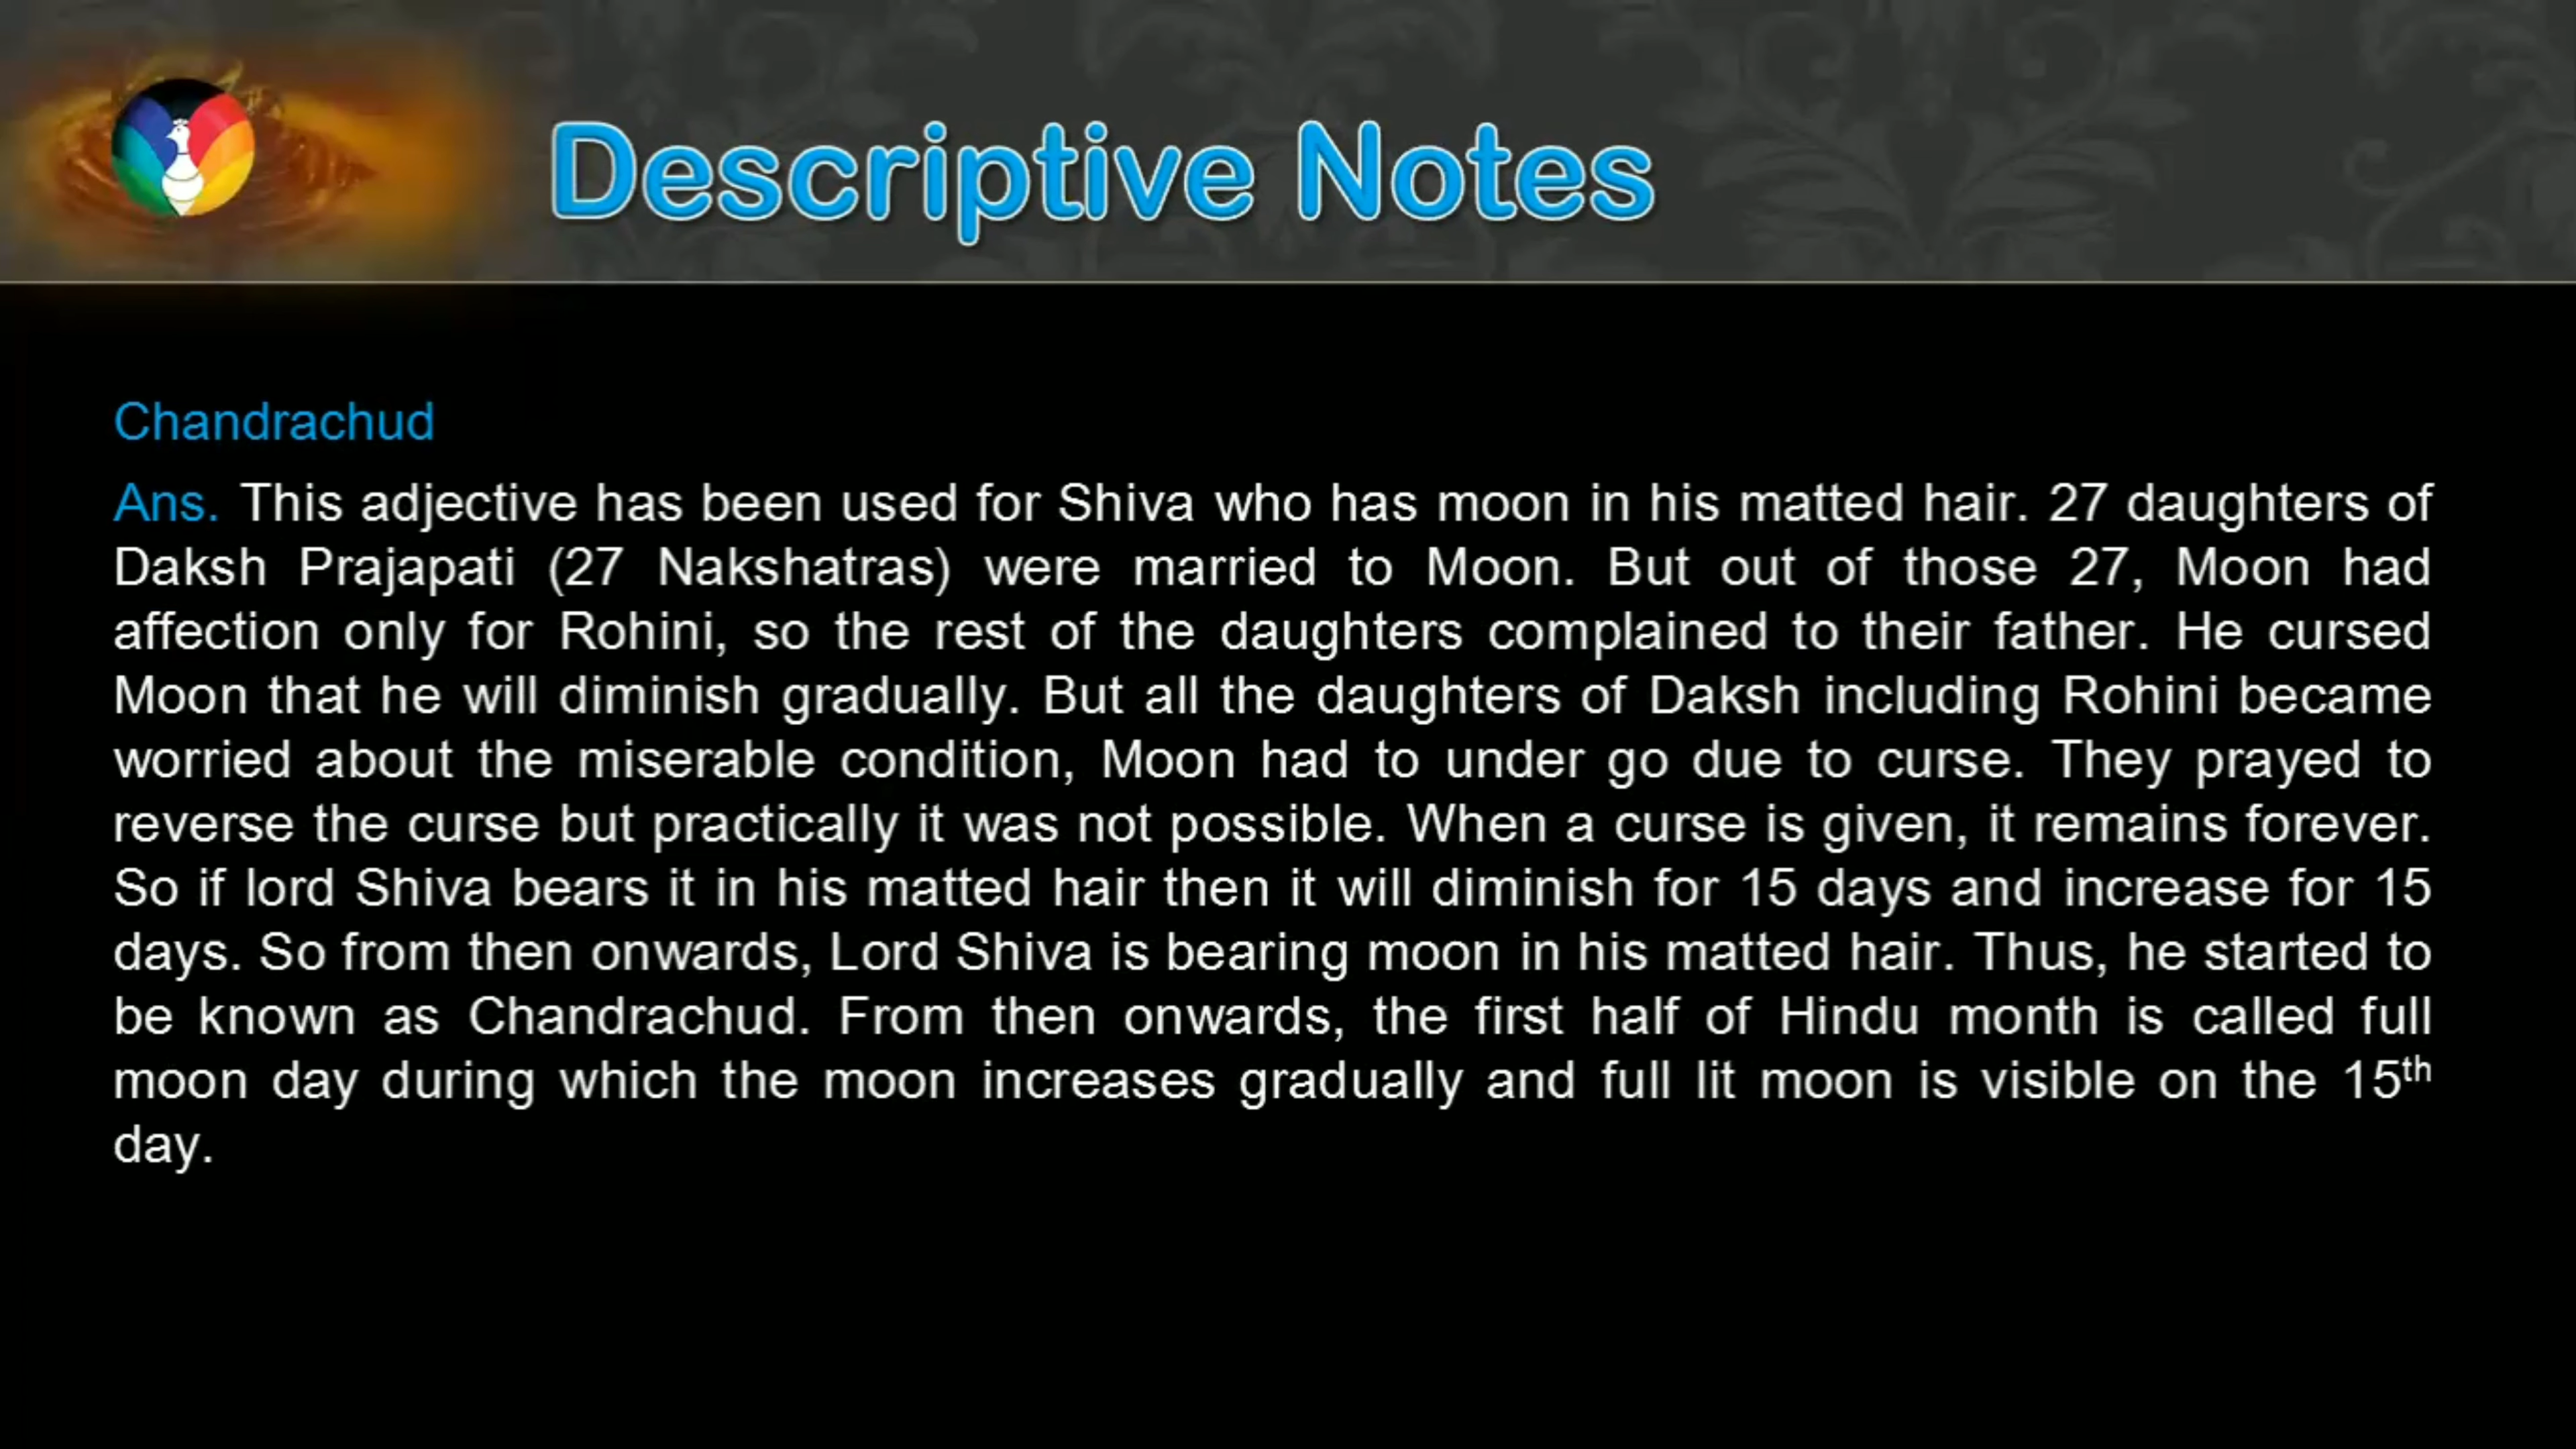 Descriptive Notes
Chandrachud
Ans. This adjective has been used for Shiva who has moon in his matted hair. 27 daughters of
Daksh Prajapati (27 Nakshatras) were married to Moon. But out of those 27, Moon had
affection only for Rohini, so the rest of the daughters complained to their father. He cursed
Moon that he will diminish gradually. But all the daughters of Daksh including Rohini became
worried about the miserable condition, Moon had to under go due to curse. They prayed to
reverse the curse but practically it was not possible. When a curse is given, it remains forever.
So if lord Shiva bears it in his matted hair then it will diminish for 15 days and increase for 15
days. So from then onwards, Lord Shiva is bearing moon in his matted hair. Thus, he started to
be known as Chandrachud. From then onwards, the first half of Hindu month is called full
moon day during which the moon increases gradually and full lit moon is visible on the 15th
day.